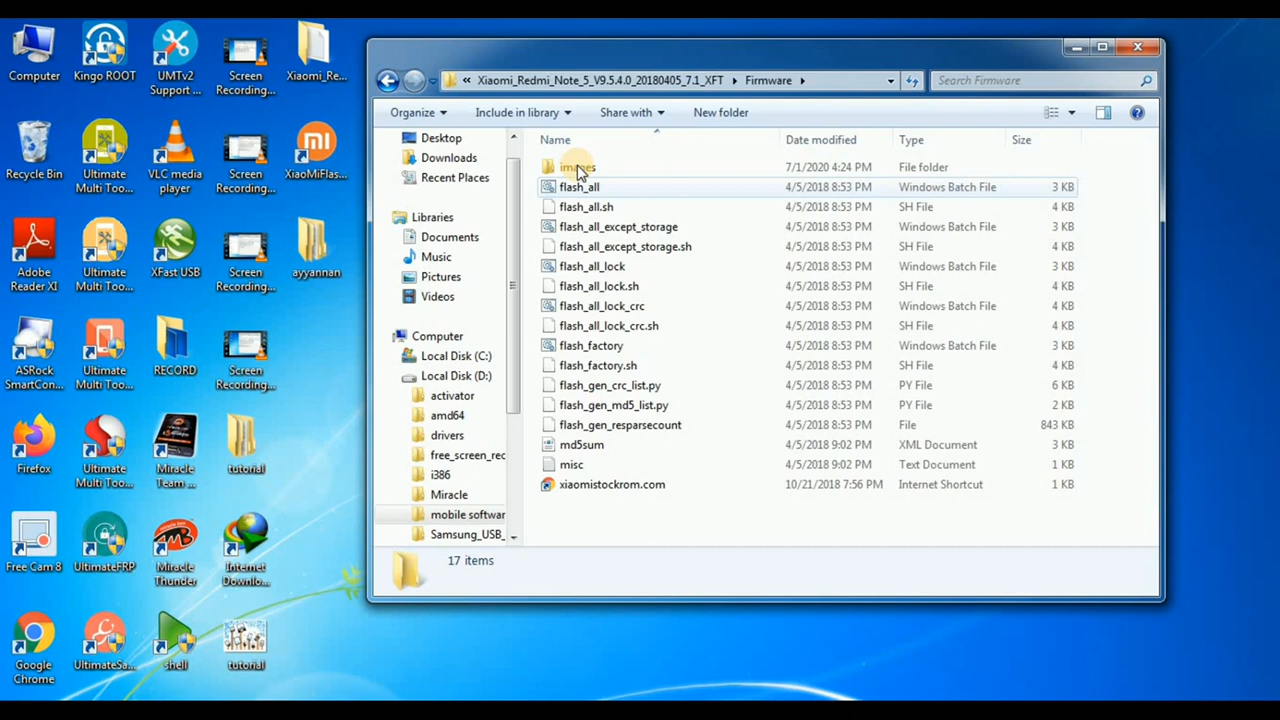 Computer
Kingo ROOT
UMTv2
Support ...
Screen
Recording...
Xiaomi_Re...
Recycle Bin
Ultimate
Multi Too...
VLC media
player
Screen
Recording...
XiaoMiFlas...
Adobe
Reader XI
Ultimate
Multi Too...
XFast USB
Screen
Recording...
ayyannan
ASRock
SmartCon...
Ultimate
Multi Too...
RECORD
Screen
Recording...
Firefox
Ultimate
Multi Too...
Miracle
Team ...
tutorial
Free Cam 8
UltimateFRP
Miracle
Thunder
Internet
Downlo...
Google
Chrome
UltimateSa...
shell
tutorial
« Xiaomi_Redmi_Note_5_V9.5.4.0_20180405_7.1_XFT Firmware
Search Firmware
Organize Include in library Share with New folder
Desktop
Downloads
Recent Places
Libraries
Documents
Music
Pictures
Videos
Computer
Local Disk (C:)
Local Disk (D:)
activator
amd64
drivers
free_screen_rec
i386
Miracle
mobile softwar
Samsung_USB_
Name Date modified Type Size
images 7/1/2020 4:24 PM File folder
flash_all 4/5/2018 8:53 PM Windows Batch File 3 KB
flash_all.sh 4/5/2018 8:53 PM SH File 4 KB
flash_all_except_storage 4/5/2018 8:53 PM Windows Batch File 3 KB
flash_all_except_storage.sh 4/5/2018 8:53 PM SH File 4 KB
flash_all_lock 4/5/2018 8:53 PM Windows Batch File 4 KB
flash_all_lock.sh 4/5/2018 8:53 PM SH File 4 KB
flash_all_lock_crc 4/5/2018 8:53 PM Windows Batch File 4 KB
flash_all_lock_crc.sh 4/5/2018 8:53 PM SH File 4 KB
flash_factory 4/5/2018 8:53 PM Windows Batch File 4 KB
flash_factory.sh 4/5/2018 8:53 PM SH File 4 KB
flash_gen_crc_list.py 4/5/2018 8:53 PM PY File 6 KB
flash_gen_md5_list.py 4/5/2018 8:53 PM PY File 2 KB
flash_gen_resparsecount 4/5/2018 8:53 PM File 843 KB
md5sum 4/5/2018 9:02 PM XML Document 3 KB
misc 4/5/2018 9:02 PM Text Document 1 KB
xiaomistockrom.com 10/21/2018 7:56 PM Internet Shortcut 1 KB
17 items